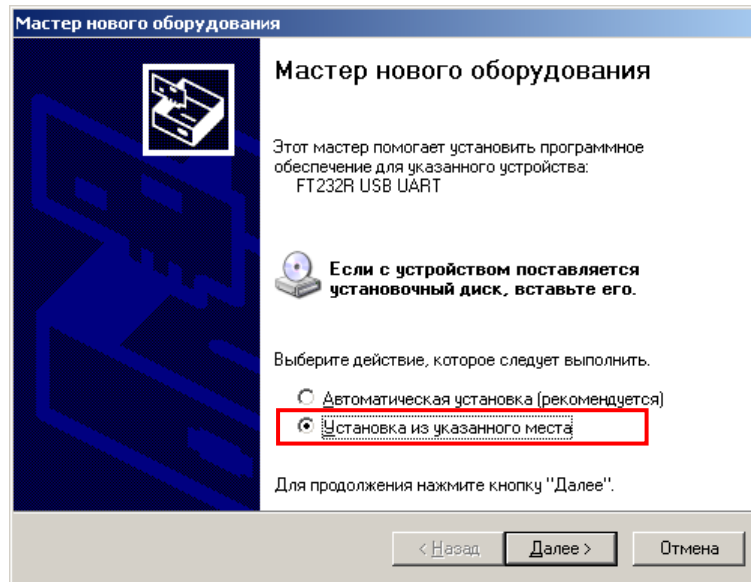 Мастер нового оборудования
Мастер нового оборудования
Этот мастер помогает установить программное
обеспечение для указанного устройства:
FT232R USB UART
Если с устройством поставляется
установочный диск, вставьте его.
Выберите действие, которое следует выполнить.
Автоматическая установка (рекомендуется)
Установка из указанного места
Для продолжения нажмите кнопку "Далее".
< Назад Далее > Отмена